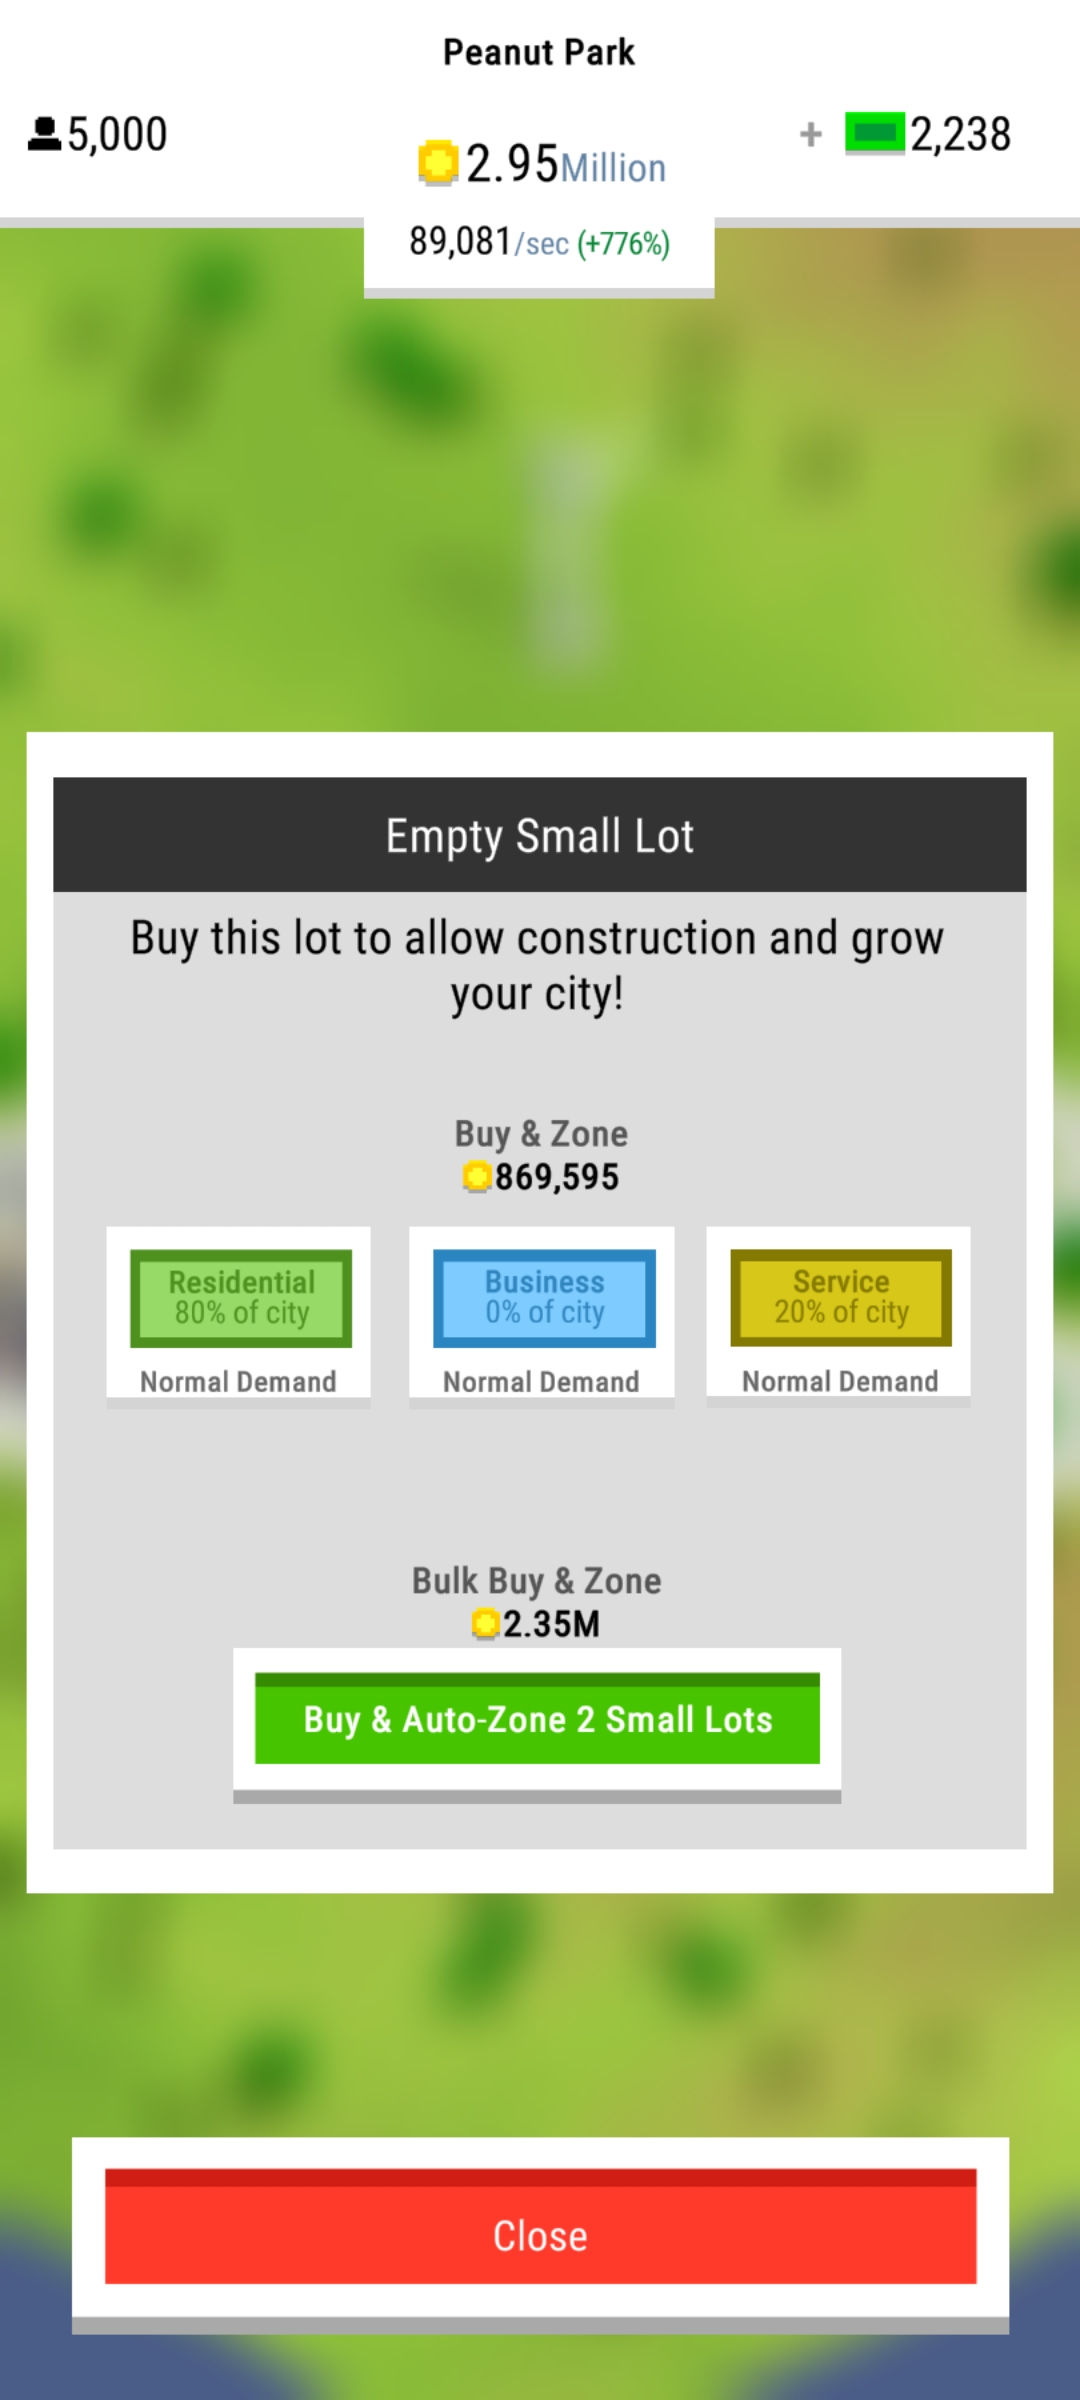 Peanut Park
5,000
2.95Million
+ 2,238
89,081/sec (+776%)
Empty Small Lot
Buy this lot to allow construction and grow
your city!
Buy & Zone
869,595
Residential
80% of city
Normal Demand
Business
0% of city
Normal Demand
Service
20% of city
Normal Demand
Bulk Buy & Zone
2.35M
Buy & Auto-Zone 2 Small Lots
Close